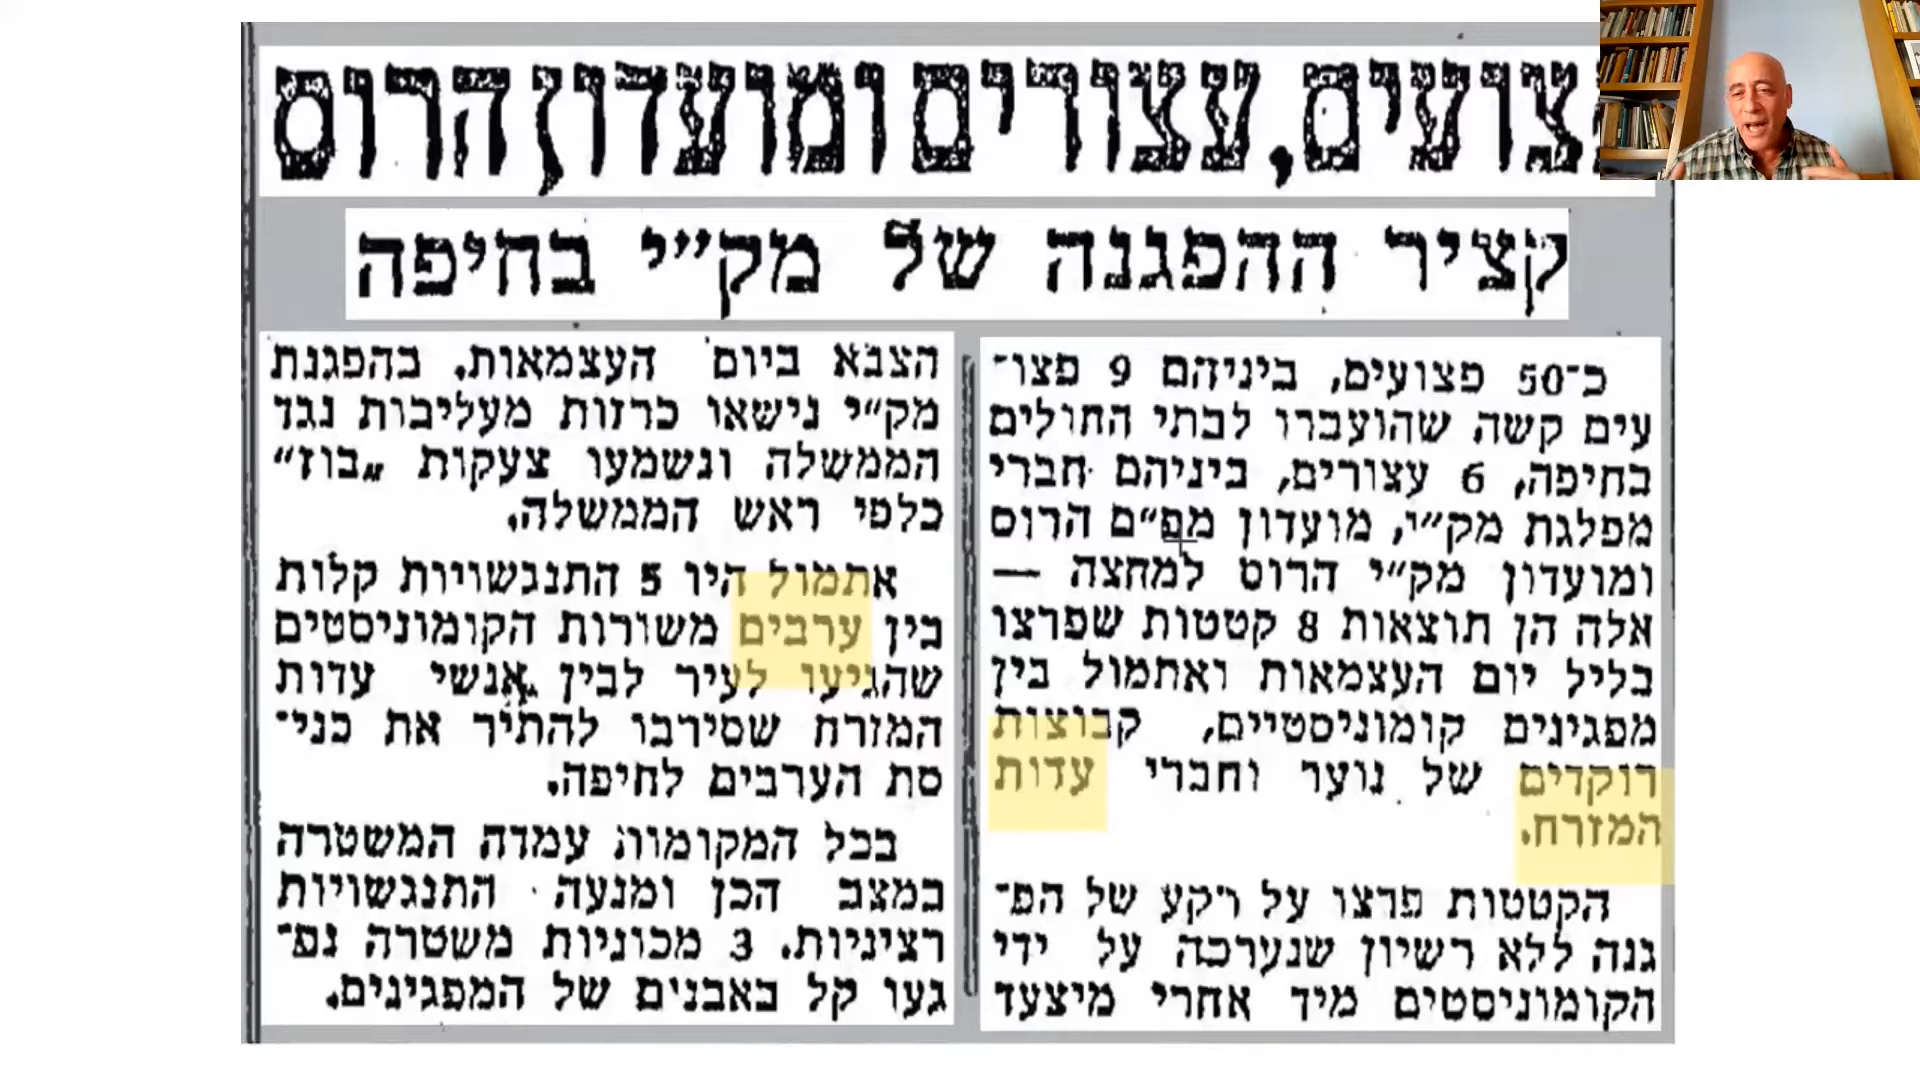 פצועים, עצורים ומועדון הרוס
קציר ההפגנה של מק״י בחיפה
כ־50 פצועים, ביניהם 9 פצו־
עים קשה שהועברו לבתי החולים
בחיפה, 6 עצורים, ביניהם חברי
מפלגת מק״י, מועדון מפ״ם הרוס
ומועדון מק״י הרוס למחצה —
אלה הן תוצאות 8 קטטות שפרצו
בליל יום העצמאות ואתמול בין
מפגינים קומוניסטיים, קבוצות
רוקדים של נוער וחברי עדות
המזרח.
הקטטות פרצו על רקע של הפ־
גנה ללא רשיון שנערכה על ידי
הקומוניסטים מיד אחרי מיצעד
הצבא ביום העצמאות. בהפגנת
מק״י נישאו כרזות מעליבות נגד
הממשלה ונשמעו צעקות „בוז״
כלפי ראש הממשלה.
אתמול היו 5 התנגשויות קלות
בין ערבים משורות הקומוניסטים
שהגיעו לעיר לבין אנשי עדות
המזרח שסירבו להתיר את כני־
סת הערבים לחיפה.
בכל המקומות עמדה המשטרה
במצב הכן ומנעה התנגשויות
רציניות. 3 מכוניות משטרה נפ־
געו קל באבנים של המפגינים.